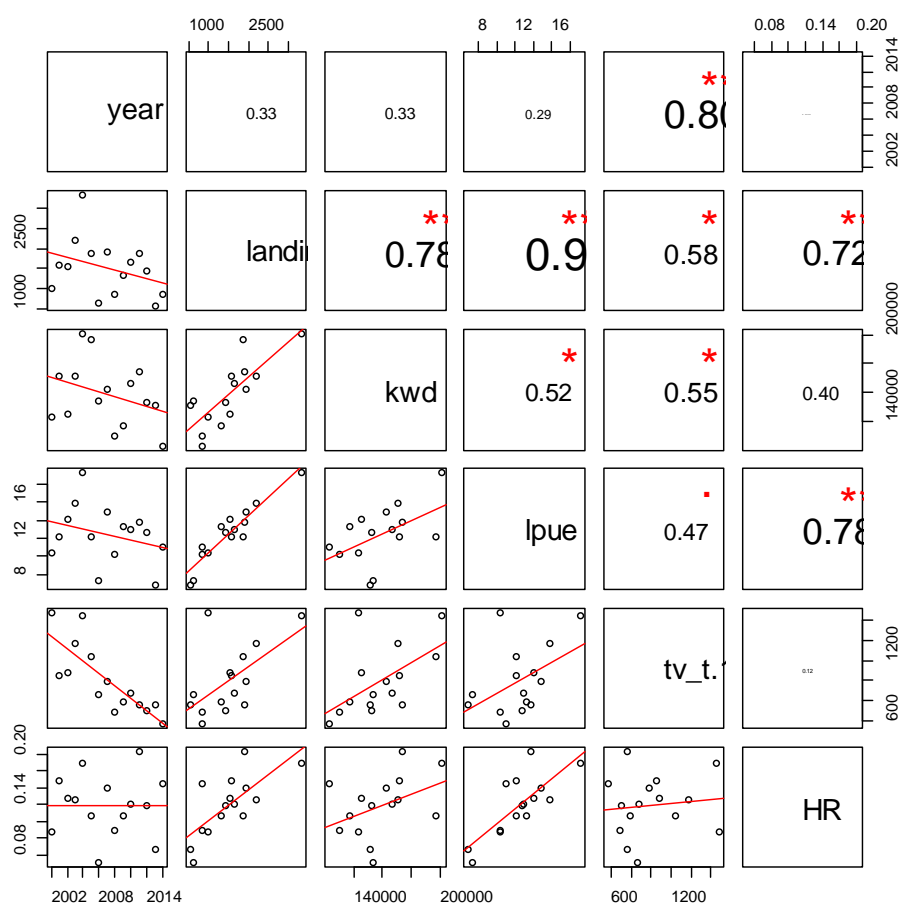 1000 2500 8 12 16 0.08 0.14 0.20
year 0.33 0.33 0.29 0.80 ** 2002 2008 2014
1000 2500 landi 0.78 ** 0.9 ** 0.58 * 0.72 **
kwd 0.52 * 0.55 * 0.40 140000 200000
8 12 16 lpue 0.47 . 0.78 **
tv_t. 0.12 600 1200
0.08 0.14 0.20 HR
2002 2008 2014 140000 200000 600 1200